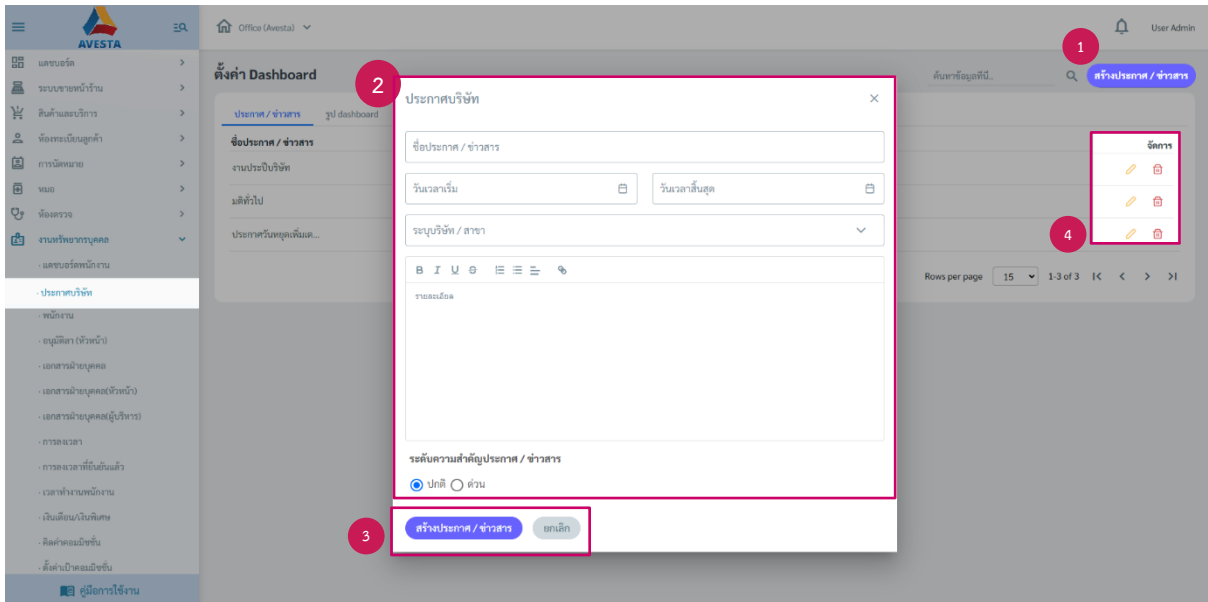 AVESTA
Office (Avesta)
User Admin
1
แดชบอร์ด
ระบบขายหน้าร้าน
สินค้าและบริการ
ห้องทะเบียนลูกค้า
การนัดหมาย
หมอ
ห้องตรวจ
งานทรัพยากรบุคคล
· แดชบอร์ดพนักงาน
· ประกาศบริษัท
· พนักงาน
· อนุมัติลา (หัวหน้า)
· เอกสารฝ่ายบุคคล
· เอกสารฝ่ายบุคคล(หัวหน้า)
· เอกสารฝ่ายบุคคล(ผู้บริหาร)
· การลงเวลา
· การลงเวลาที่ยืนยันแล้ว
· เวลาทำงานพนักงาน
· เงินเดือน/เงินพิเศษ
· คิดค่าคอมมิชชั่น
· ตั้งค่าเป้าคอมมิชชั่น
คู่มือการใช้งาน
ตั้งค่า Dashboard
ค้นหาข้อมูลที่นี่..
สร้างประกาศ / ข่าวสาร
ประกาศ / ข่าวสาร
รูป dashboard
ชื่อประกาศ / ข่าวสาร
จัดการ
งานประปีบริษัท
มติทั่วไป
ประกาศวันหยุดเพิ่มเต...
4
Rows per page 15 1-3 of 3
2
ประกาศบริษัท
ชื่อประกาศ / ข่าวสาร
วันเวลาเริ่ม
วันเวลาสิ้นสุด
ระบุบริษัท / สาขา
B I U S
รายละเอียด
ระดับความสำคัญประกาศ / ข่าวสาร
ปกติ ด่วน
3
สร้างประกาศ / ข่าวสาร
ยกเลิก